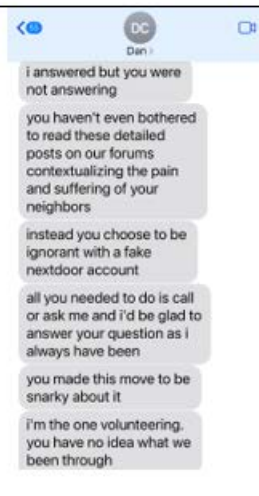 DC
Dan >
i answered but you were
not answering
you haven't even bothered
to read these detailed
posts on our forums
contextualizing the pain
and suffering of your
neighbors
instead you choose to be
ignorant with a fake
nextdoor account
all you needed to do is call
or ask me and i'd be glad to
answer your question as i
always have been
you made this move to be
snarky about it
i'm the one volunteering.
you have no idea what we
been through